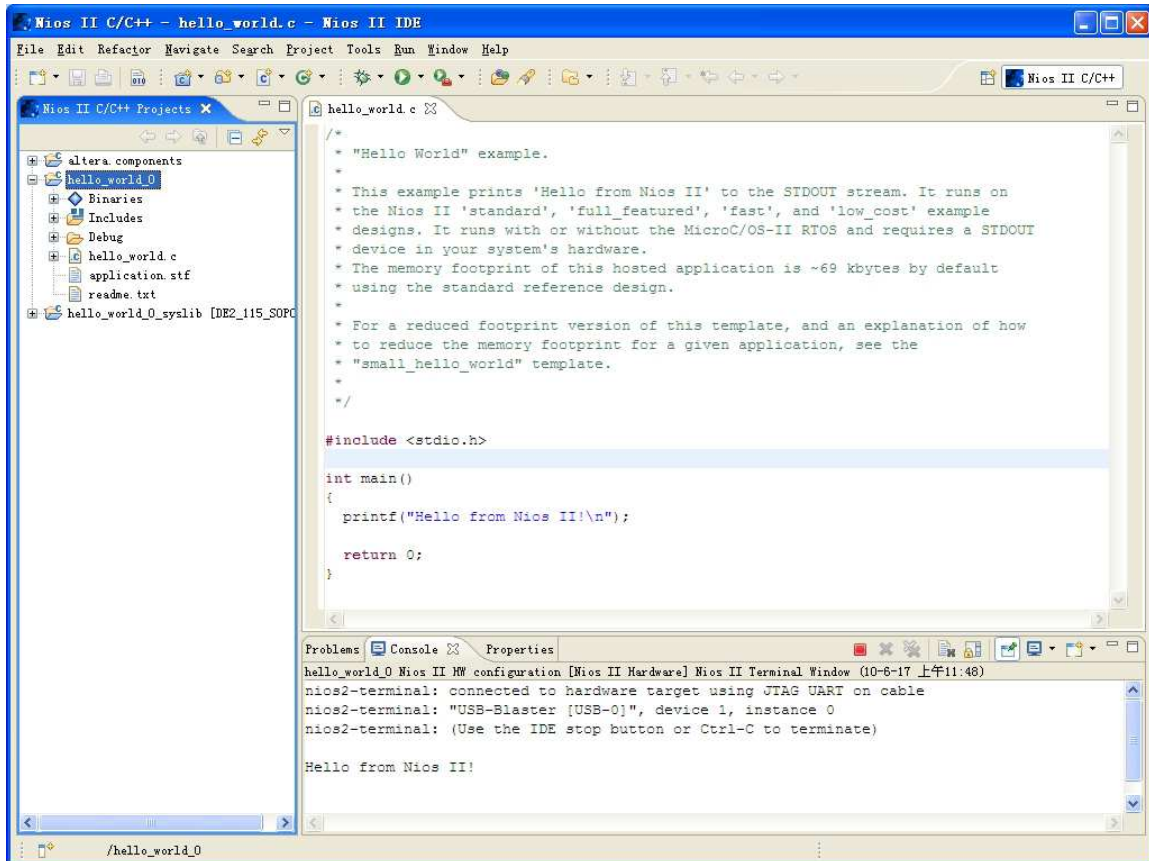 Nios II C/C++ - hello_world.c - Nios II IDE
File Edit Refactor Navigate Search Project Tools Run Window Help
Nios II C/C++
Nios II C/C++ Projects
altera.components
hello_world_0
Binaries
Includes
Debug
hello_world.c
application.stf
readme.txt
hello_world_0_syslib [DE2_115_SOPC
hello_world.c
/*
* "Hello World" example.
*
* This example prints 'Hello from Nios II' to the STDOUT stream. It runs on
* the Nios II 'standard', 'full_featured', 'fast', and 'low_cost' example
* designs. It runs with or without the MicroC/OS-II RTOS and requires a STDOUT
* device in your system's hardware.
* The memory footprint of this hosted application is ~69 kbytes by default
* using the standard reference design.
*
* For a reduced footprint version of this template, and an explanation of how
* to reduce the memory footprint for a given application, see the
* "small_hello_world" template.
*
*/
#include <stdio.h>
int main()
{
printf("Hello from Nios II!\n");
return 0;
}
Problems Console Properties
hello_world_0 Nios II HW configuration [Nios II Hardware] Nios II Terminal Window (10-6-17 上午11:48)
nios2-terminal: connected to hardware target using JTAG UART on cable
nios2-terminal: "USB-Blaster [USB-0]", device 1, instance 0
nios2-terminal: (Use the IDE stop button or Ctrl-C to terminate)
Hello from Nios II!
/hello_world_0